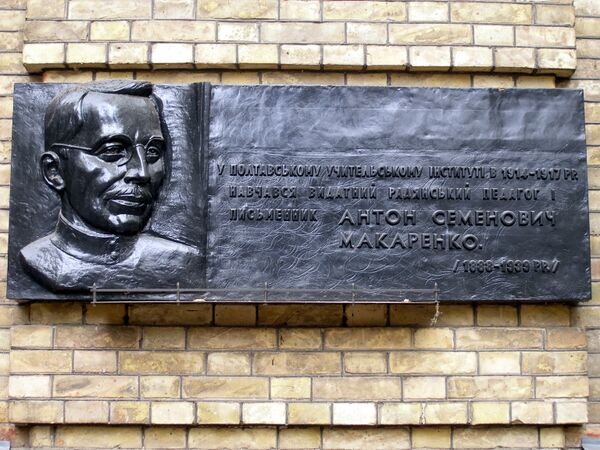 У ПОЛТАВСЬКОМУ УЧИТЕЛЬСЬКОМУ ІНСТИТУТІ В 1914-1917 РР.
НАВЧАВСЯ ВИДАТНИЙ РАДЯНСЬКИЙ ПЕДАГОГ І
ПИСЬМЕННИК АНТОН СЕМЕНОВИЧ
МАКАРЕНКО.
/1888-1939 РР./